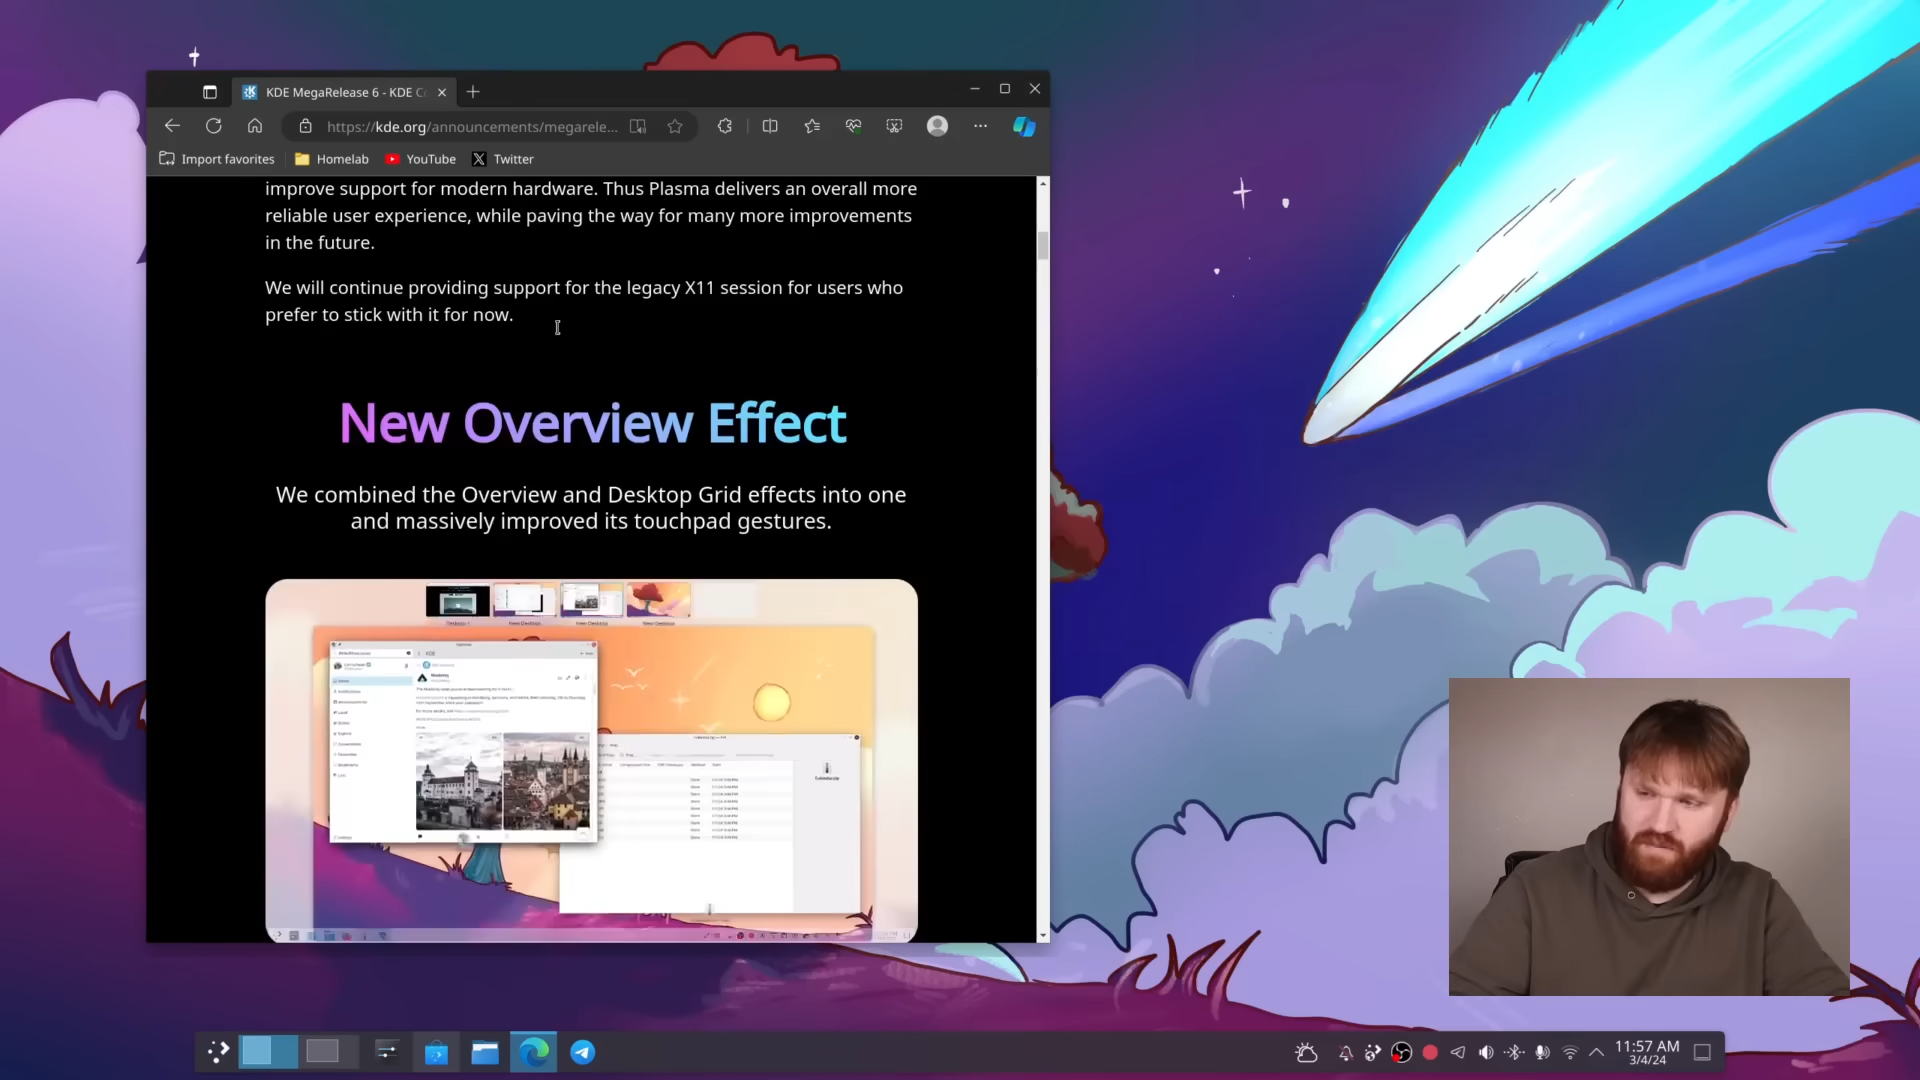 KDE MegaRelease 6 - KDE C
https://kde.org/announcements/megarele...
Import favorites
Homelab
YouTube
Twitter
improve support for modern hardware. Thus Plasma delivers an overall more
reliable user experience, while paving the way for many more improvements
in the future.
We will continue providing support for the legacy X11 session for users who
prefer to stick with it for now.
New Overview Effect
We combined the Overview and Desktop Grid effects into one
and massively improved its touchpad gestures.
11:57 AM
3/4/24